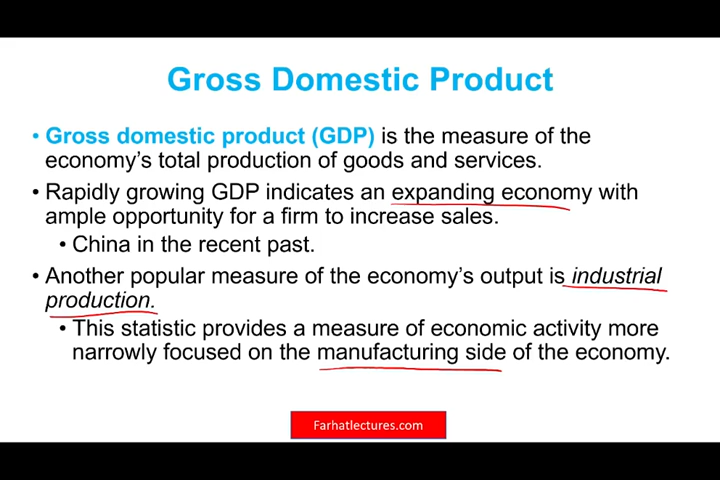 Gross Domestic Product
• Gross domestic product (GDP) is the measure of the
economy's total production of goods and services.
• Rapidly growing GDP indicates an expanding economy with
ample opportunity for a firm to increase sales.
• China in the recent past.
• Another popular measure of the economy's output is industrial
production.
• This statistic provides a measure of economic activity more
narrowly focused on the manufacturing side of the economy.
Farhatlectures.com